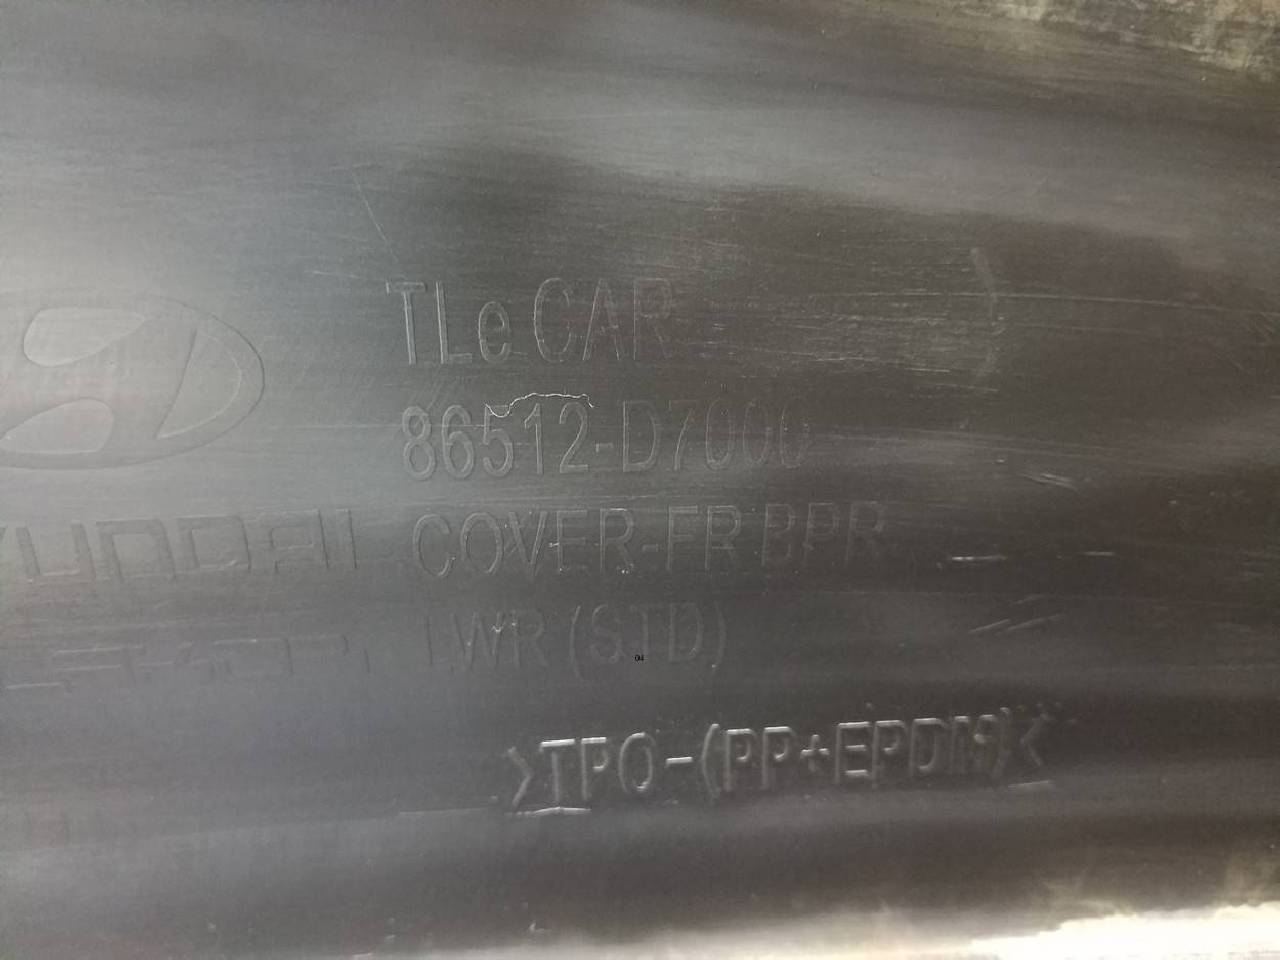 TLe CAR
86512-D7000
HYUNDAI
COVER-FR BPR
LWR (STD)
>TPO-(PP+EPDM)<